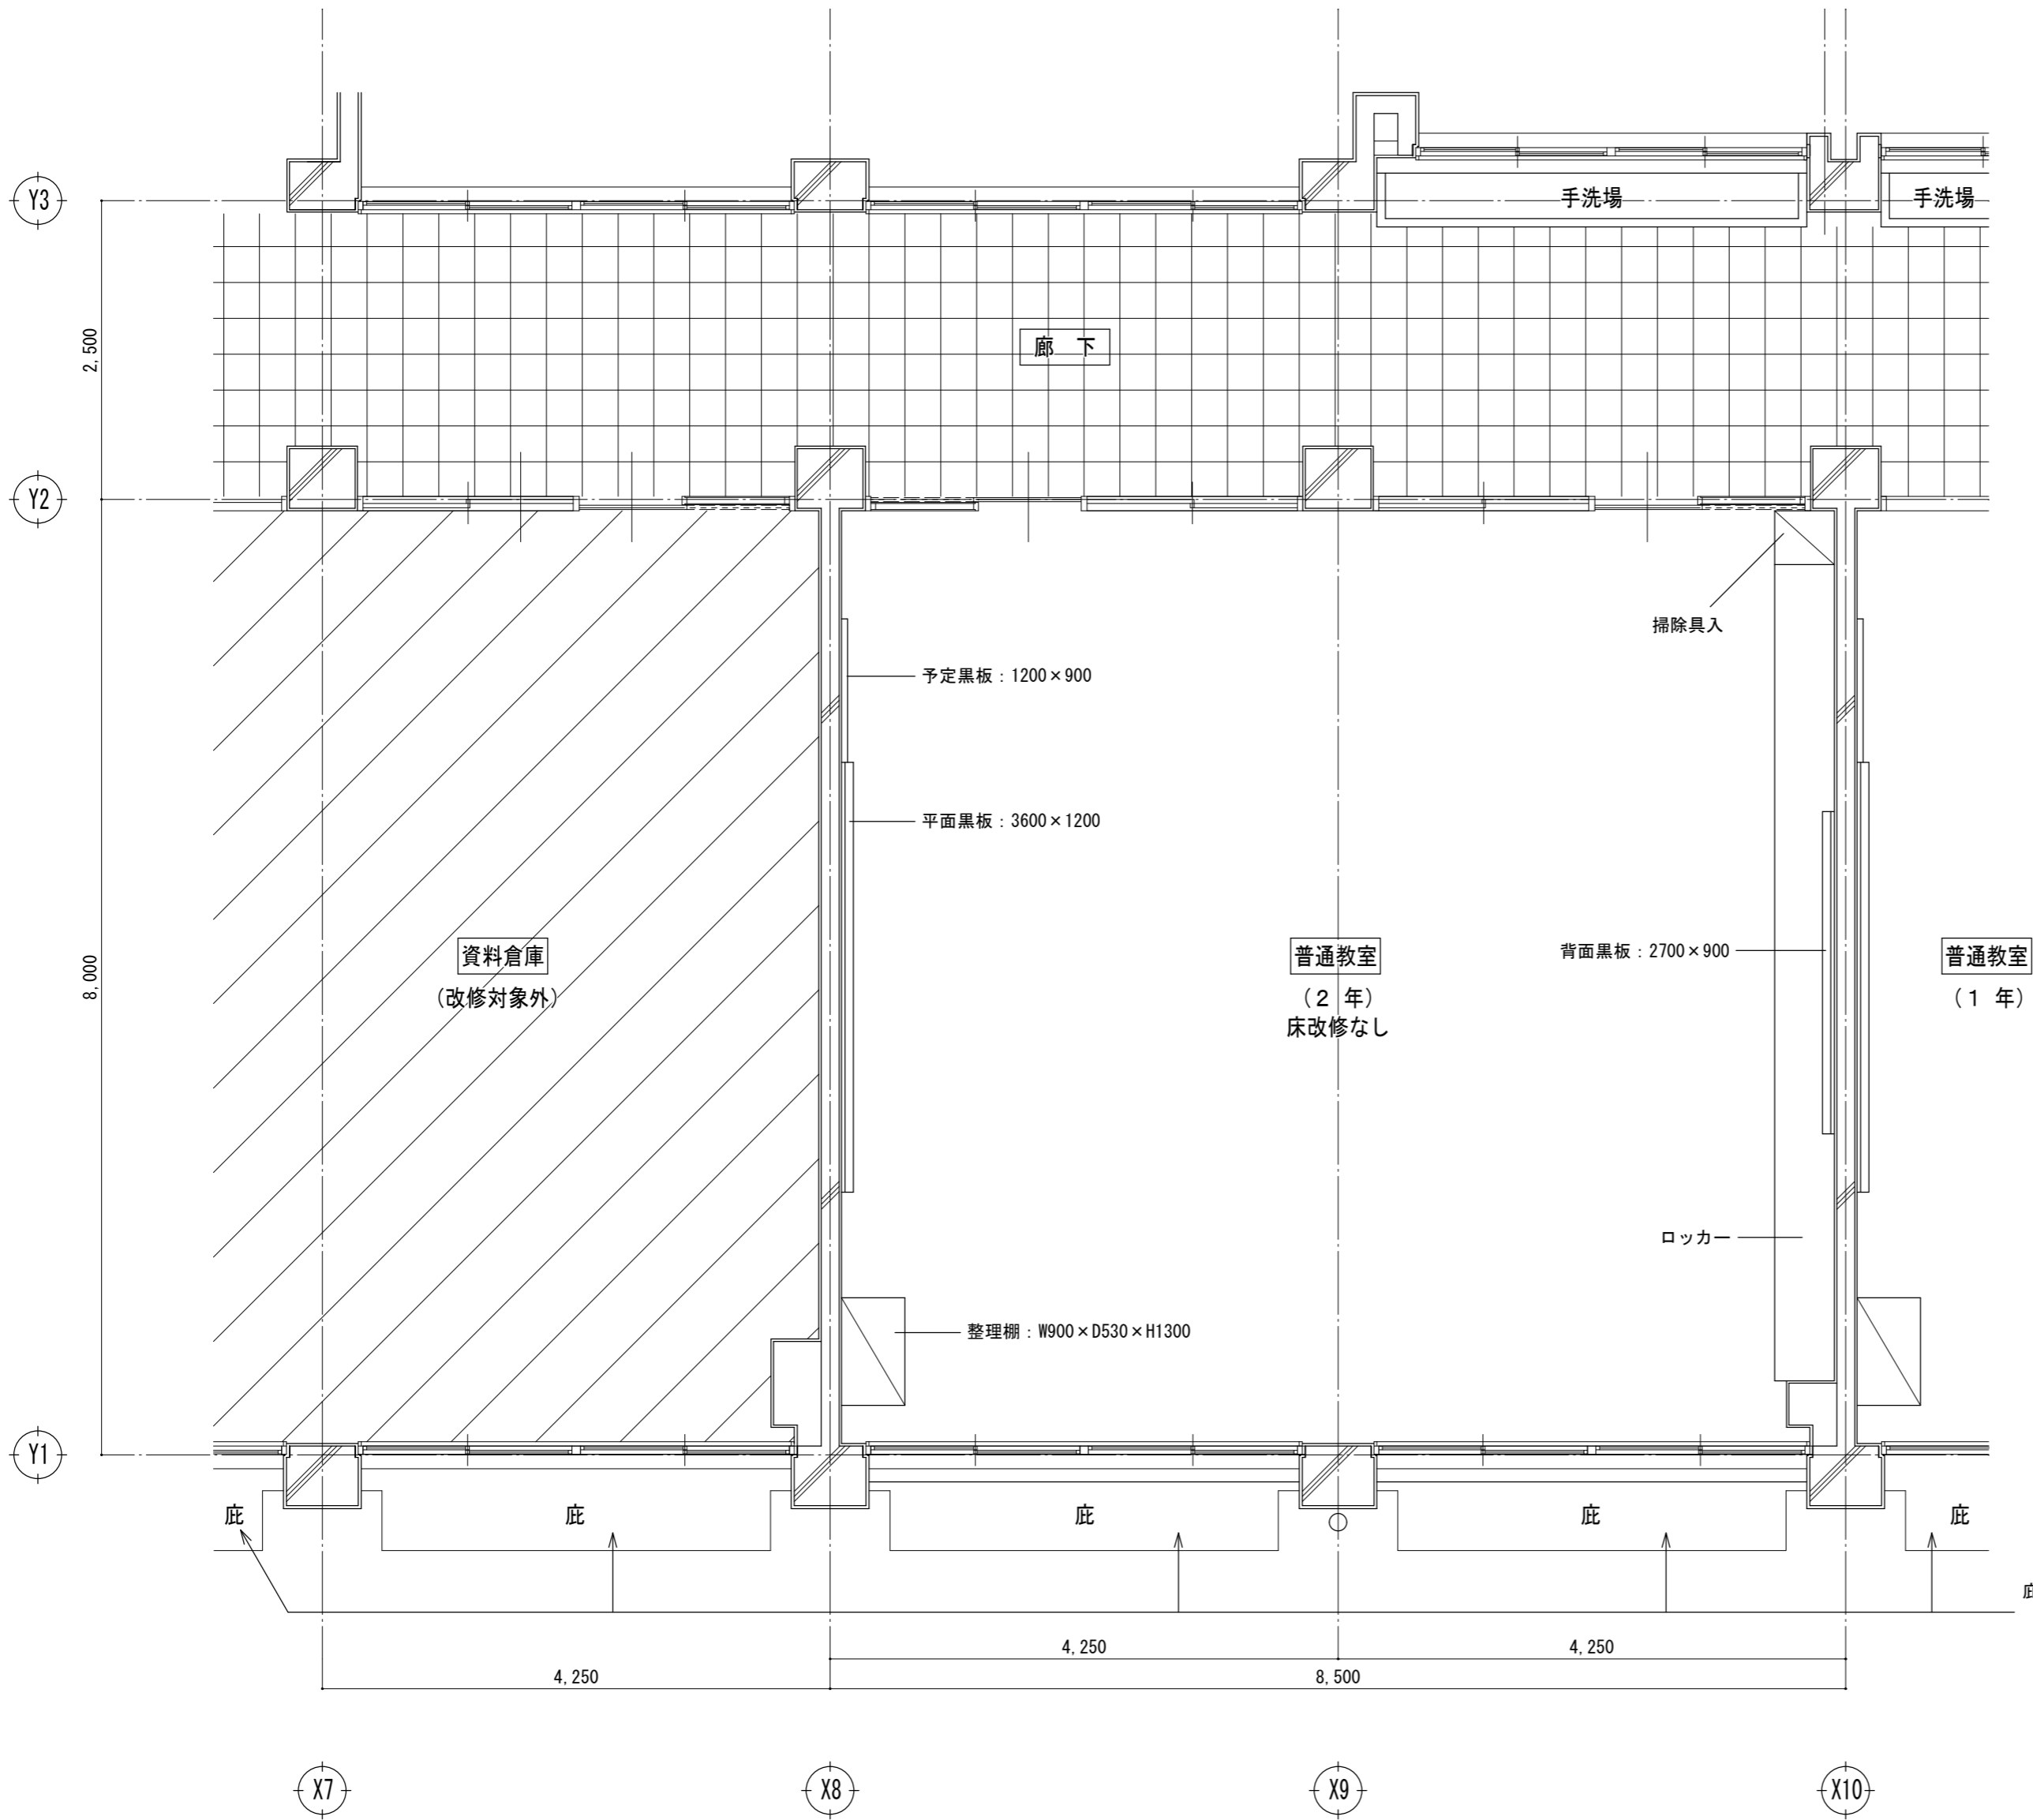 Y3
手洗場
手洗場
2,500
廊 下
Y2
掃除具入
予定黒板：1200×900
平面黒板：3600×1200
8,000
資料倉庫
（改修対象外）
普通教室
（２ 年）
床改修なし
背面黒板：2700×900
普通教室
（１ 年）
ロッカー
整理棚：W900×D530×H1300
Y1
庇
庇
庇
庇
庇
4,250
4,250
4,250
8,500
X7
X8
X9
X10